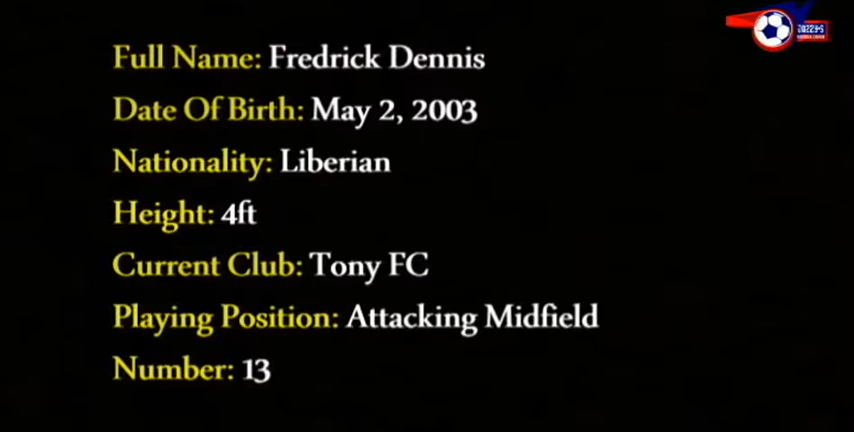 Full Name: Fredrick Dennis
Date Of Birth: May 2, 2003
Nationality: Liberian
Height: 4ft
Current Club: Tony FC
Playing Position: Attacking Midfield
Number: 13